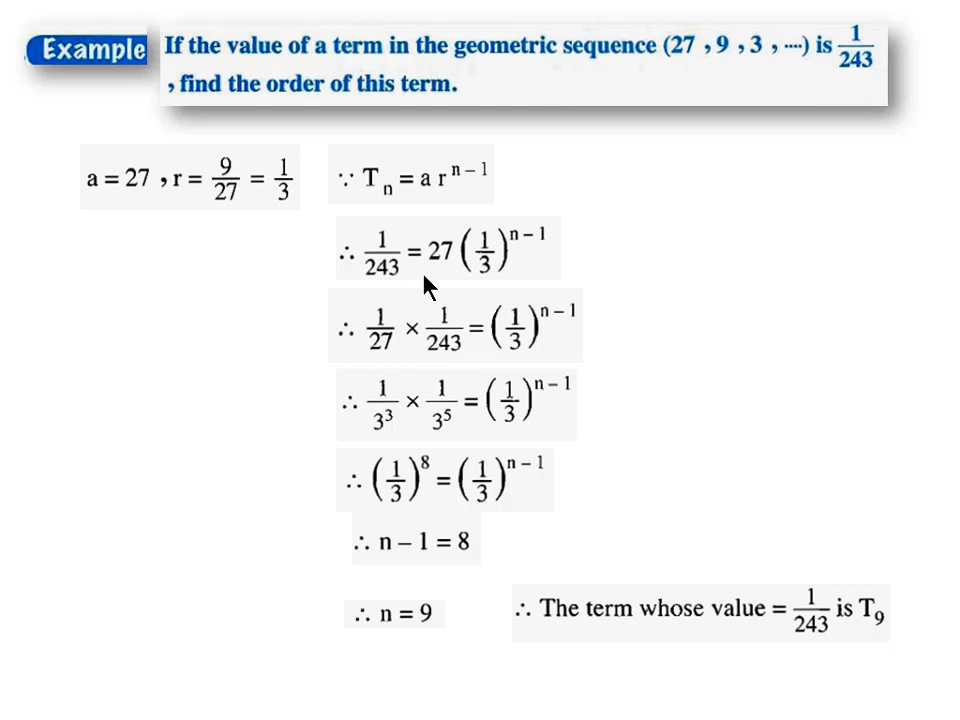 Example If the value of a term in the geometric sequence (27 , 9 , 3 , ....) is 1/243
, find the order of this term.
a = 27 , r = 9/27 = 1/3 ∵ T_n = a r^(n – 1)
∴ 1/243 = 27 (1/3)^(n – 1)
∴ 1/27 × 1/243 = (1/3)^(n – 1)
∴ 1/3^3 × 1/3^5 = (1/3)^(n – 1)
∴ (1/3)^8 = (1/3)^(n – 1)
∴ n – 1 = 8
∴ n = 9 ∴ The term whose value = 1/243 is T_9